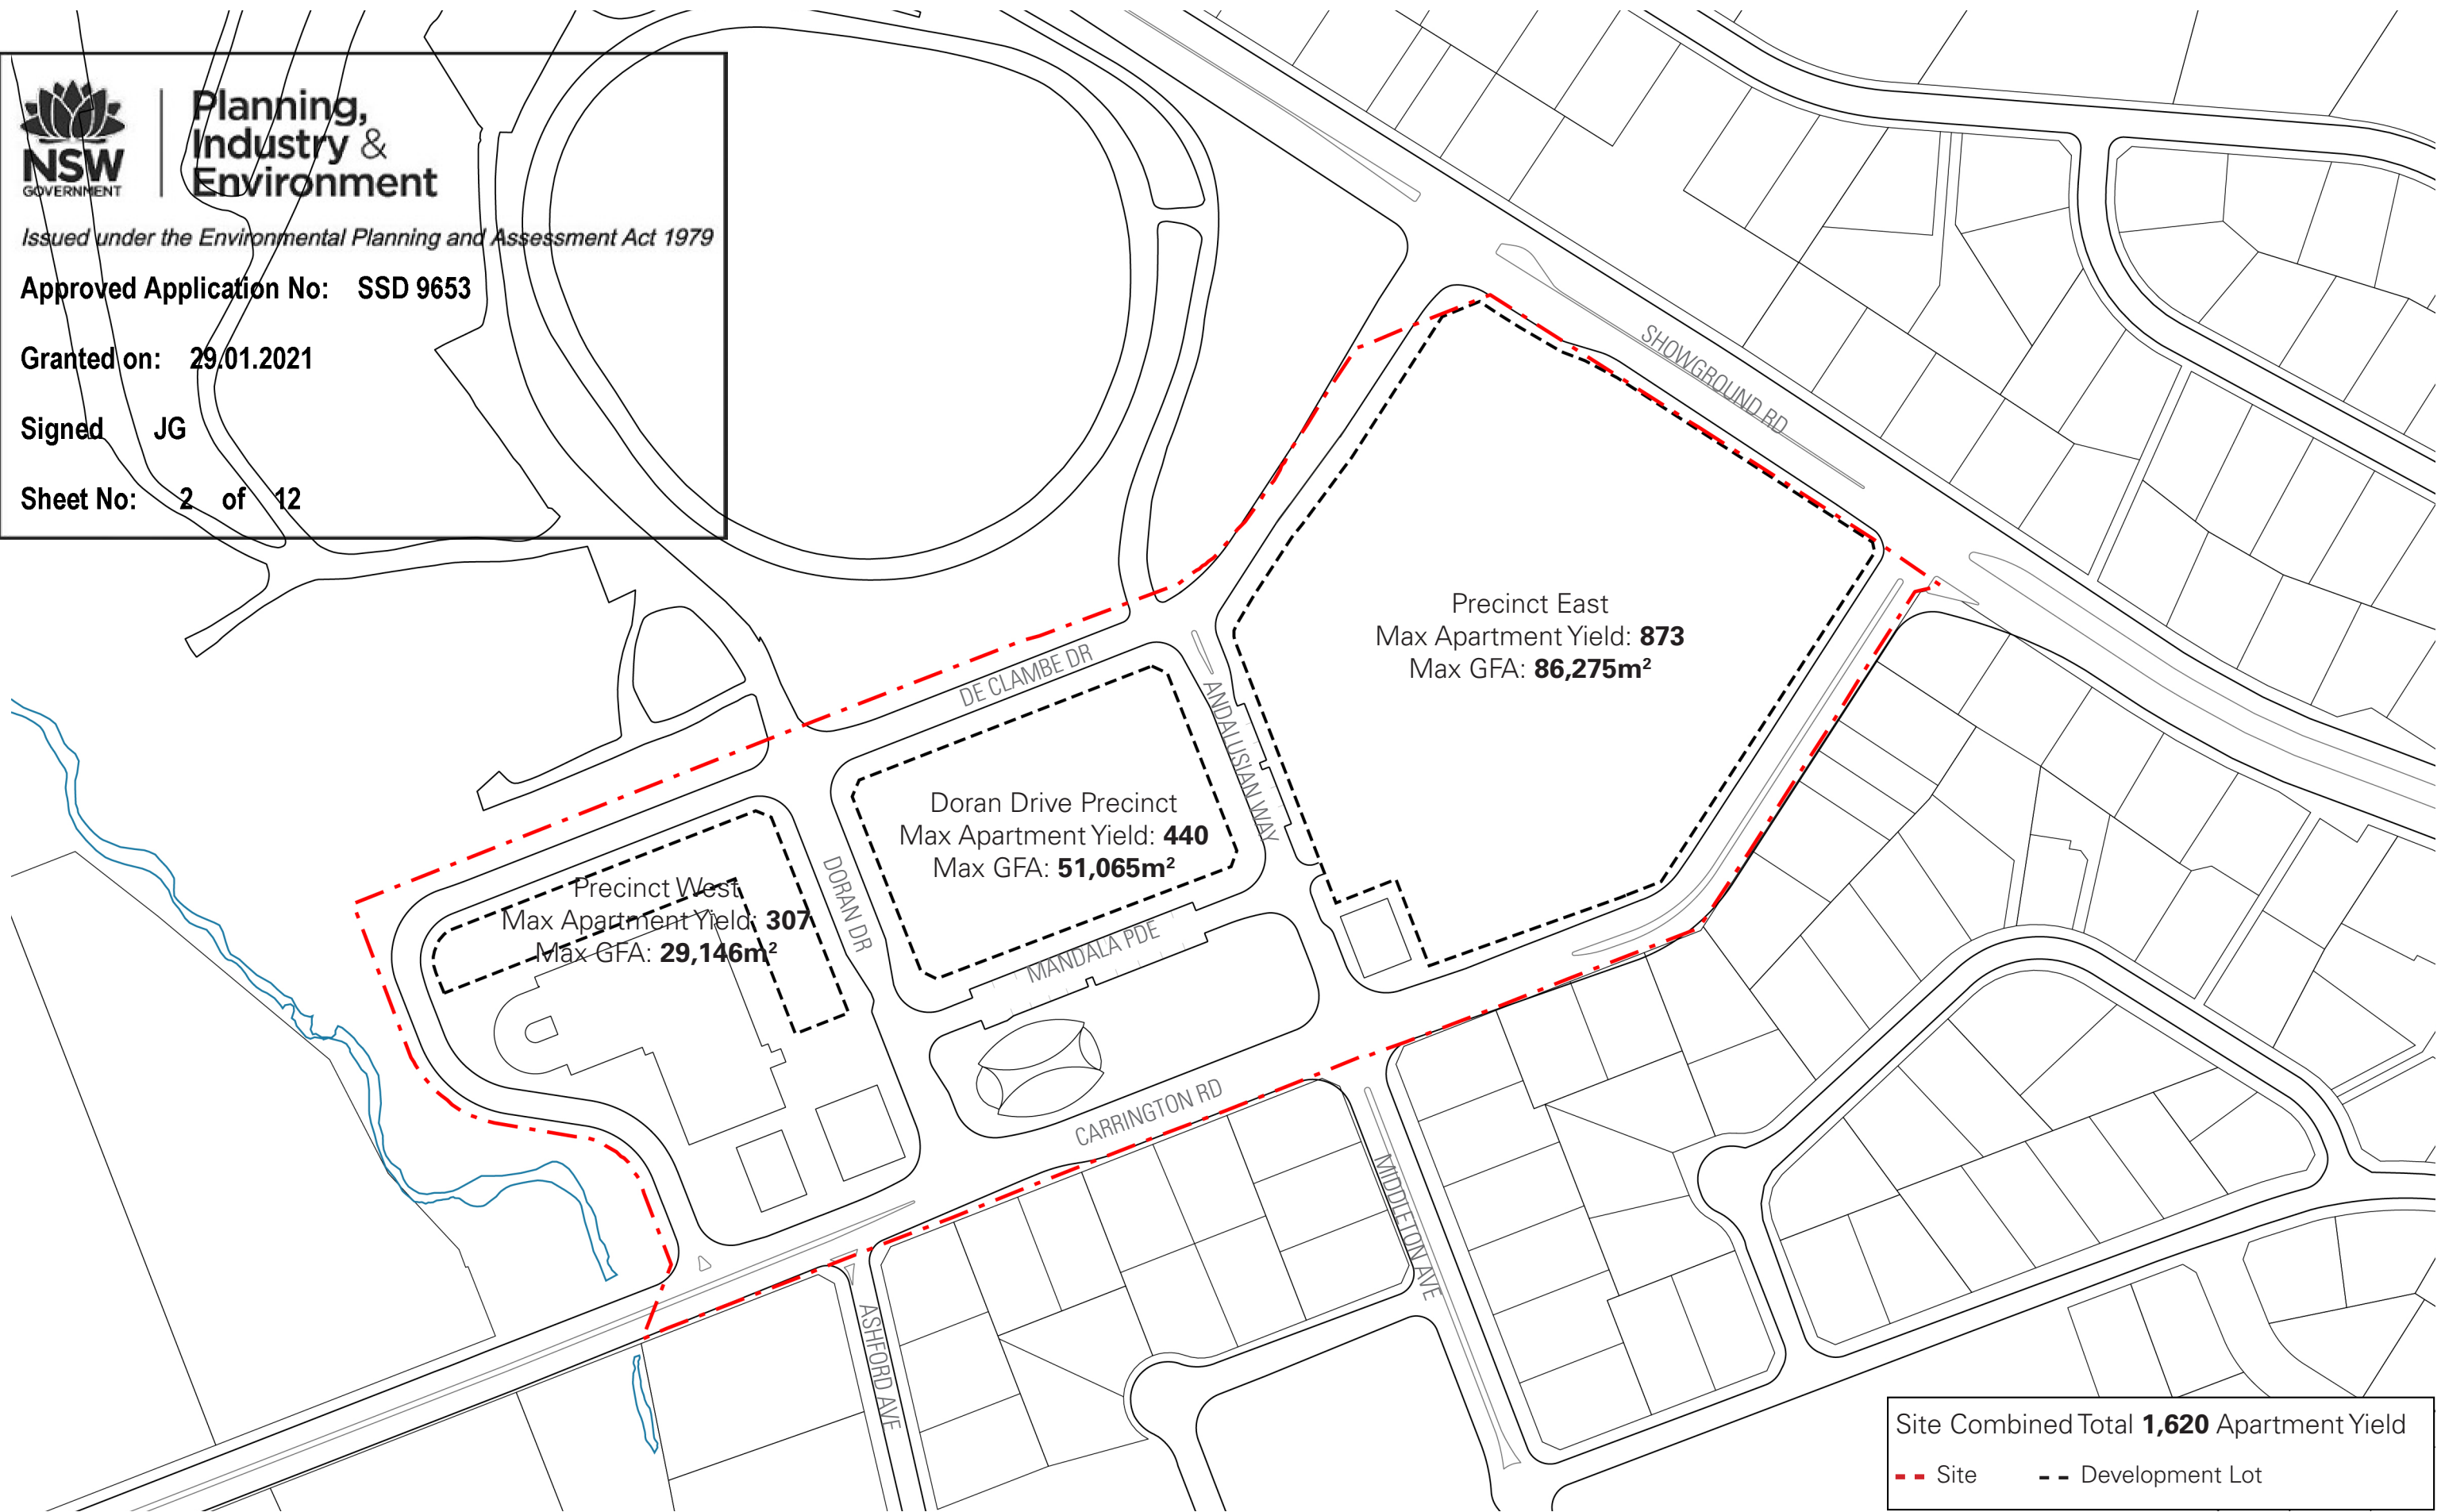 Planning,
Industry &
Environment
NSW
GOVERNMENT
Issued under the Environmental Planning and Assessment Act 1979
Approved Application No: SSD 9653
Granted on: 29.01.2021
Signed JG
Sheet No: 2 of 12
SHOWGROUND RD
Precinct East
Max Apartment Yield: 873
Max GFA: 86,275m²
DE CLAMBE DR
ANDALUSIAN WAY
Doran Drive Precinct
Max Apartment Yield: 440
Max GFA: 51,065m²
Precinct West
Max Apartment Yield: 307
Max GFA: 29,146m²
DORAN DR
MANDALA PDE
CARRINGTON RD
MIDDLETON AVE
ASHFORD AVE
Site Combined Total 1,620 Apartment Yield
Site
Development Lot